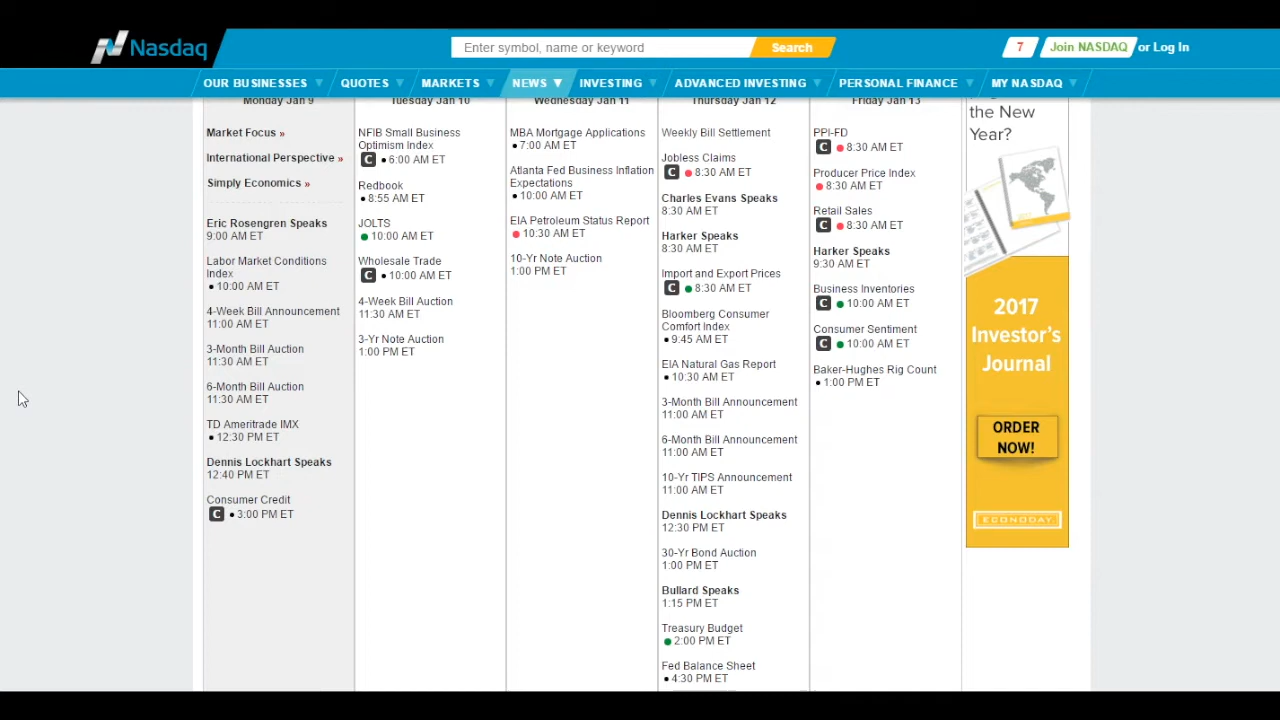 Nasdaq
Enter symbol, name or keyword
Search
7
Join NASDAQ
or Log In
OUR BUSINESSES ▼
QUOTES ▼
MARKETS ▼
NEWS ▼
INVESTING ▼
ADVANCED INVESTING ▼
PERSONAL FINANCE ▼
MY NASDAQ ▼
Monday Jan 9
Market Focus »
International Perspective »
Simply Economics »
Eric Rosengren Speaks
9:00 AM ET
Labor Market Conditions
Index
10:00 AM ET
4-Week Bill Announcement
11:00 AM ET
3-Month Bill Auction
11:30 AM ET
6-Month Bill Auction
11:30 AM ET
TD Ameritrade IMX
12:30 PM ET
Dennis Lockhart Speaks
12:40 PM ET
Consumer Credit
C 3:00 PM ET
Tuesday Jan 10
NFIB Small Business
Optimism Index
C 6:00 AM ET
Redbook
8:55 AM ET
JOLTS
10:00 AM ET
Wholesale Trade
C 10:00 AM ET
4-Week Bill Auction
11:30 AM ET
3-Yr Note Auction
1:00 PM ET
Wednesday Jan 11
MBA Mortgage Applications
7:00 AM ET
Atlanta Fed Business Inflation
Expectations
10:00 AM ET
EIA Petroleum Status Report
10:30 AM ET
10-Yr Note Auction
1:00 PM ET
Thursday Jan 12
Weekly Bill Settlement
Jobless Claims
C 8:30 AM ET
Charles Evans Speaks
8:30 AM ET
Harker Speaks
8:30 AM ET
Import and Export Prices
C 8:30 AM ET
Bloomberg Consumer
Comfort Index
9:45 AM ET
EIA Natural Gas Report
10:30 AM ET
3-Month Bill Announcement
11:00 AM ET
6-Month Bill Announcement
11:00 AM ET
10-Yr TIPS Announcement
11:00 AM ET
Dennis Lockhart Speaks
12:30 PM ET
30-Yr Bond Auction
1:00 PM ET
Bullard Speaks
1:15 PM ET
Treasury Budget
2:00 PM ET
Fed Balance Sheet
4:30 PM ET
Friday Jan 13
PPI-FD
C 8:30 AM ET
Producer Price Index
8:30 AM ET
Retail Sales
C 8:30 AM ET
Harker Speaks
9:30 AM ET
Business Inventories
C 10:00 AM ET
Consumer Sentiment
C 10:00 AM ET
Baker-Hughes Rig Count
1:00 PM ET
the New
Year?
2017
Investor's
Journal
ORDER
NOW!
ECONODAY